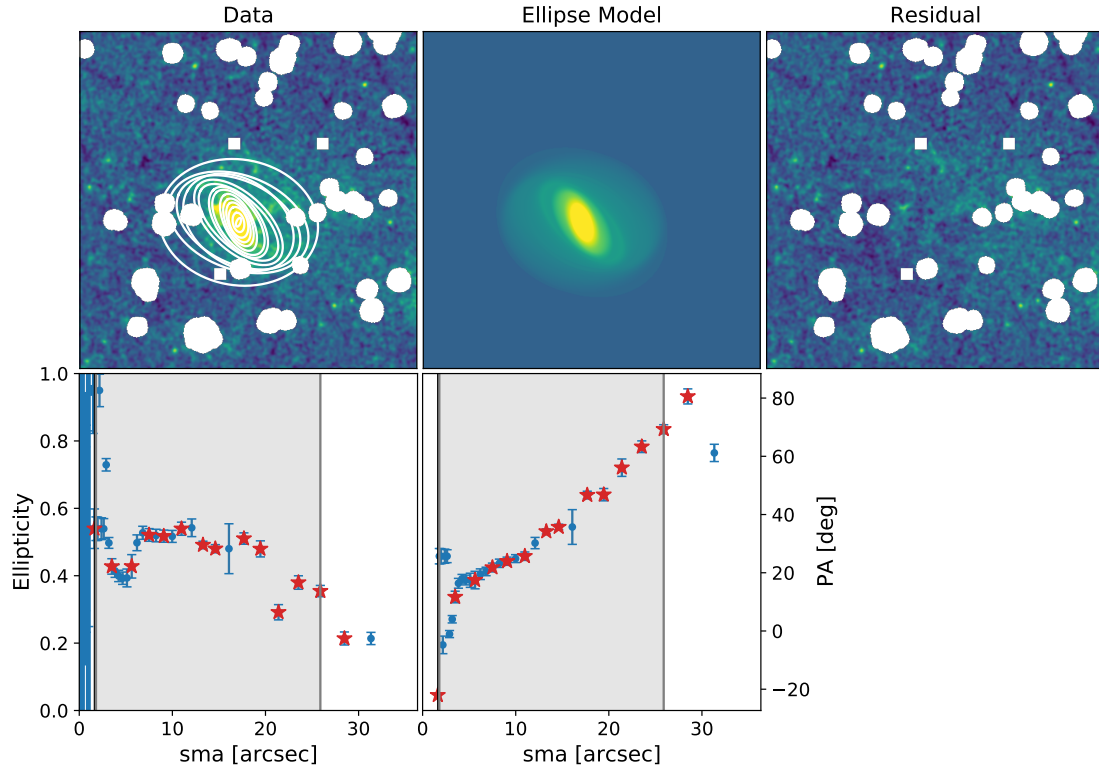 Data
Ellipse Model
Residual
1.0
0.8
0.6
0.4
0.2
0.0
Ellipticity
0
10
20
30
sma [arcsec]
0
10
20
30
sma [arcsec]
80
60
40
20
0
−20
PA [deg]